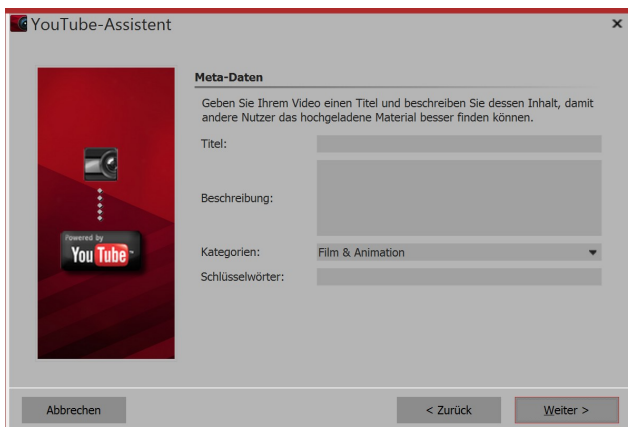 YouTube-Assistent
Meta-Daten
Geben Sie Ihrem Video einen Titel und beschreiben Sie dessen Inhalt, damit
andere Nutzer das hochgeladene Material besser finden können.
Titel:
Beschreibung:
Powered by
YouTube
Kategorien: Film & Animation
Schlüsselwörter:
Abbrechen < Zurück Weiter >